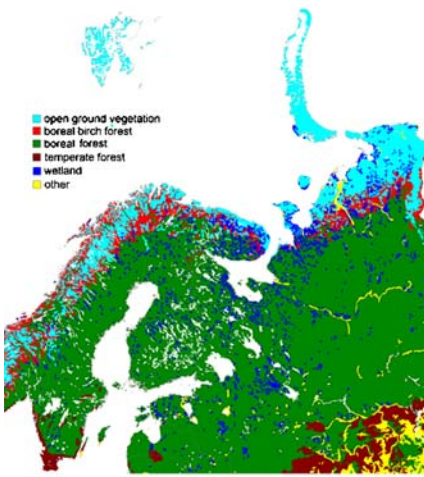 open ground vegetation
boreal birch forest
boreal forest
temperate forest
wetland
other